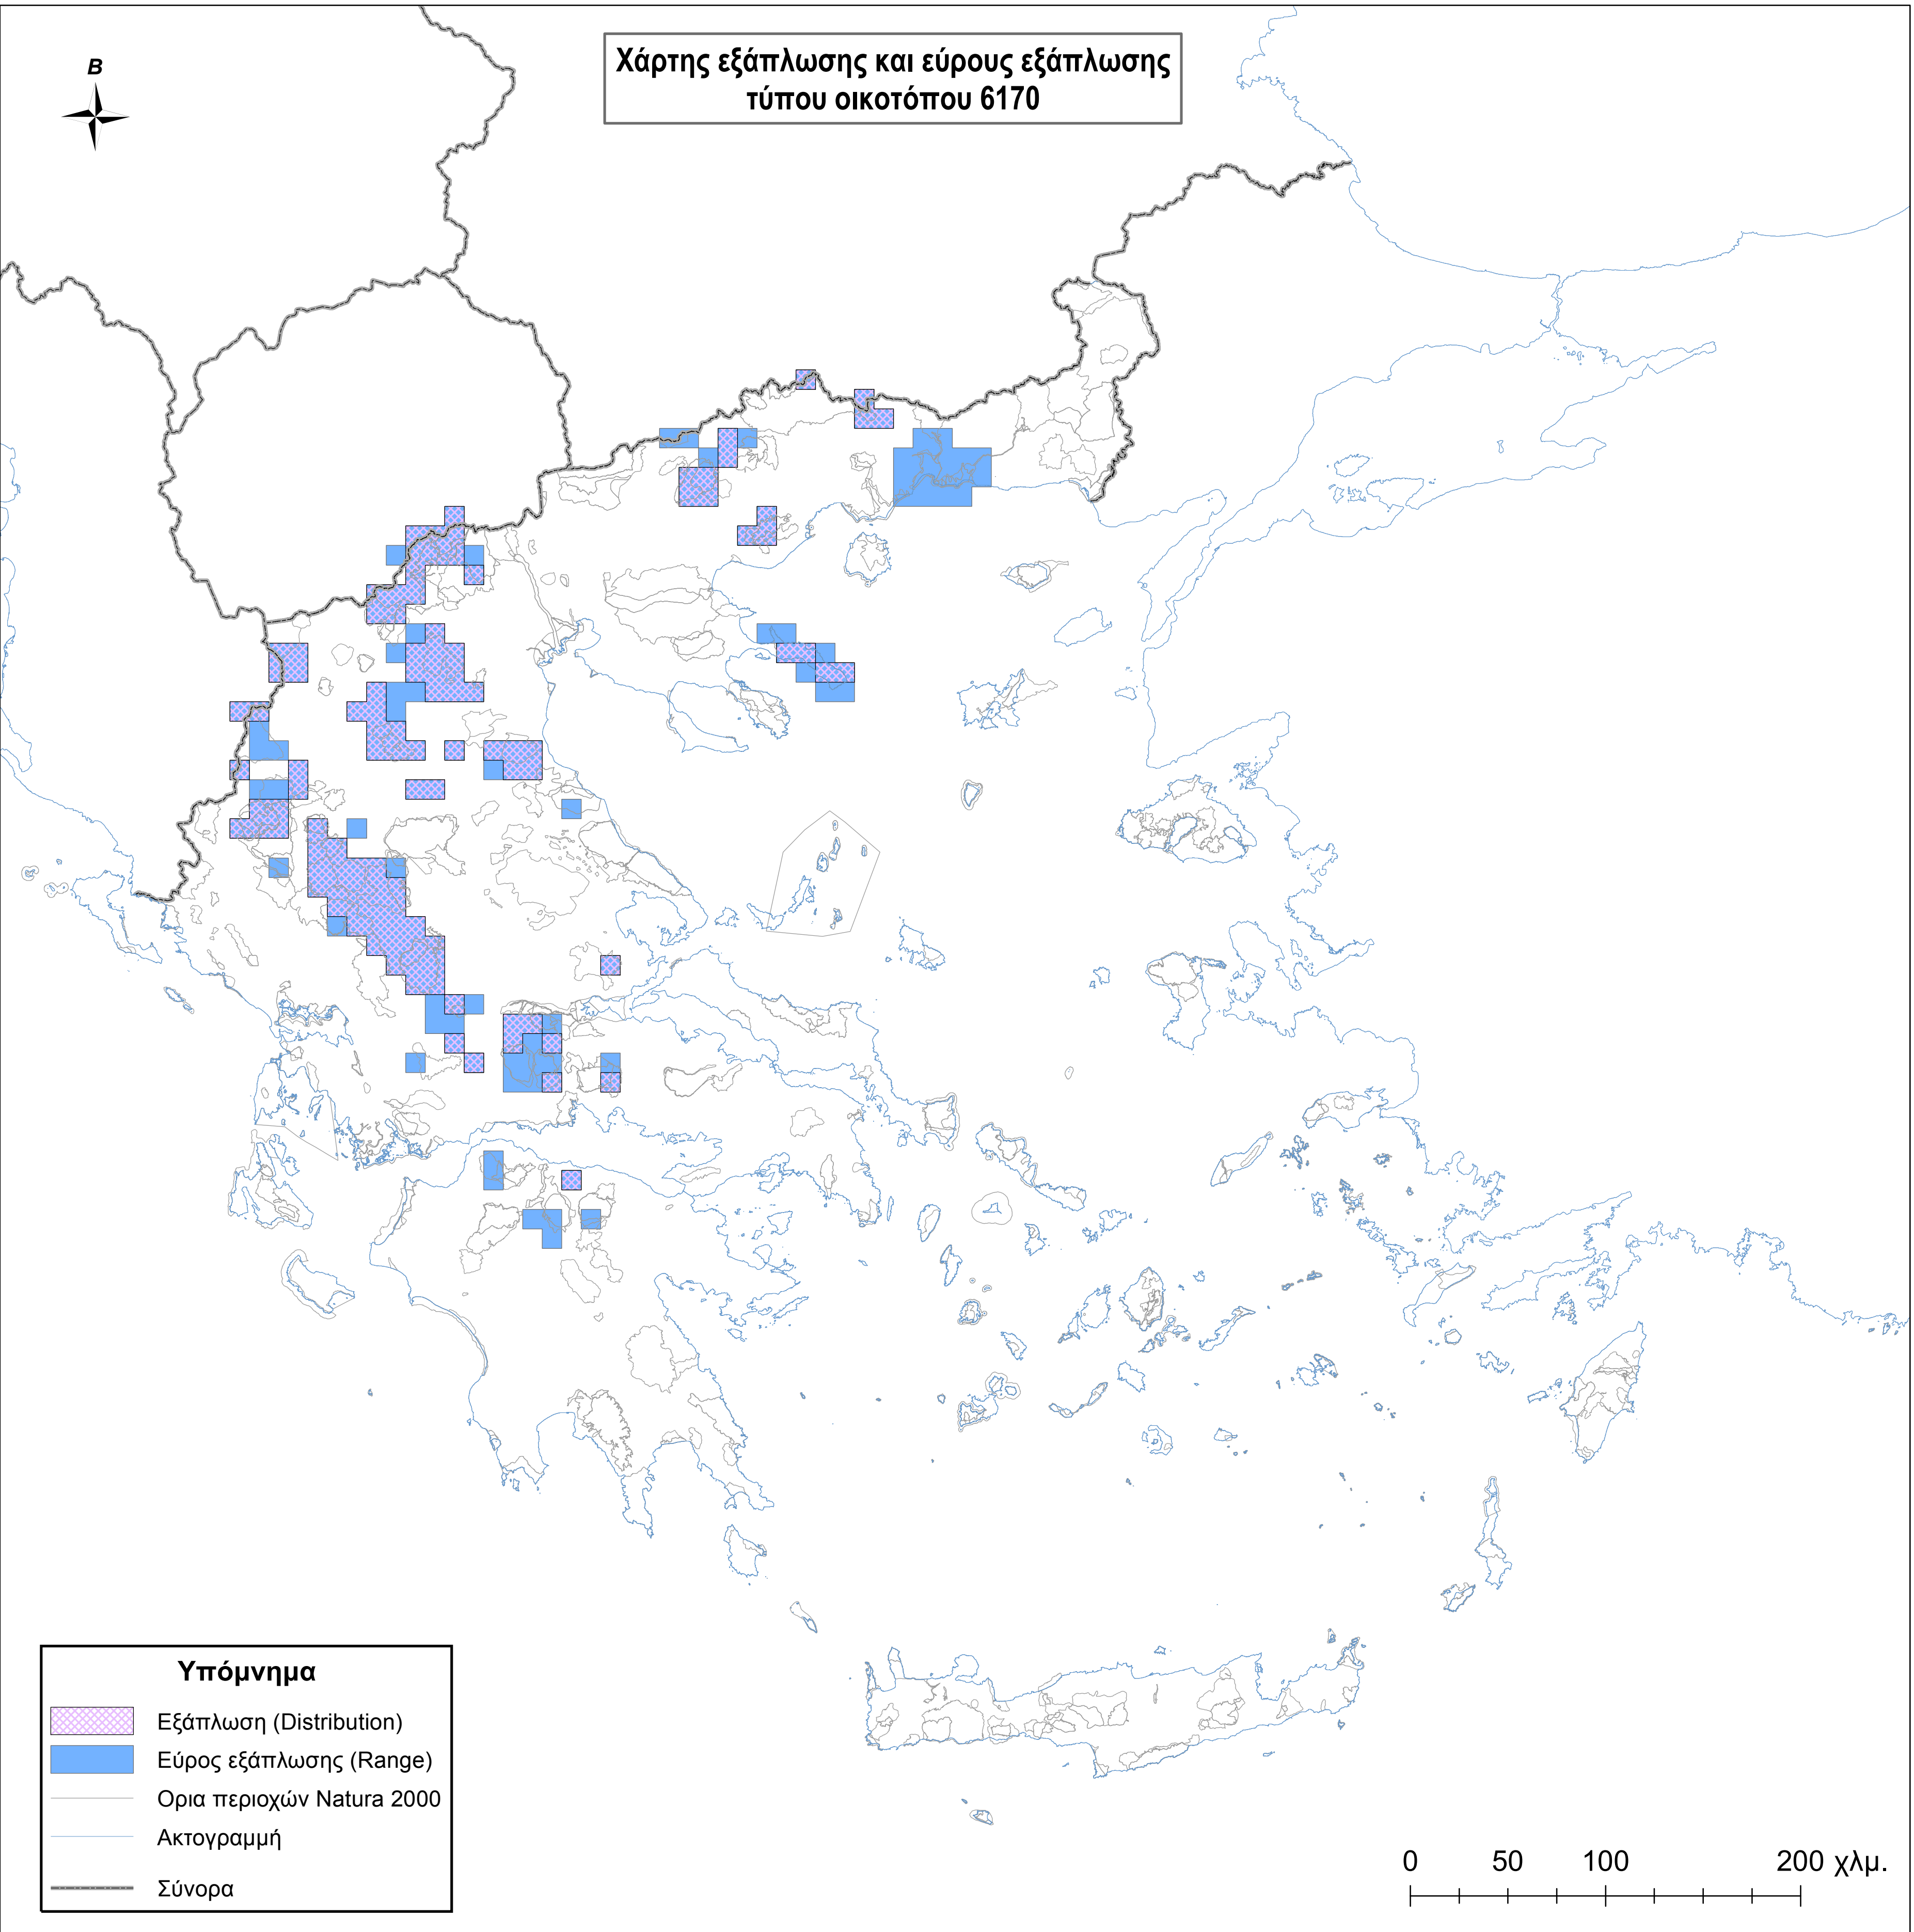 B
Χάρτης εξάπλωσης και εύρους εξάπλωσης
τύπου οικοτόπου 6170
Υπόμνημα
Εξάπλωση (Distribution)
Εύρος εξάπλωσης (Range)
Ορια περιοχών Natura 2000
Ακτογραμμή
Σύνορα
0 50 100 200 χλμ.